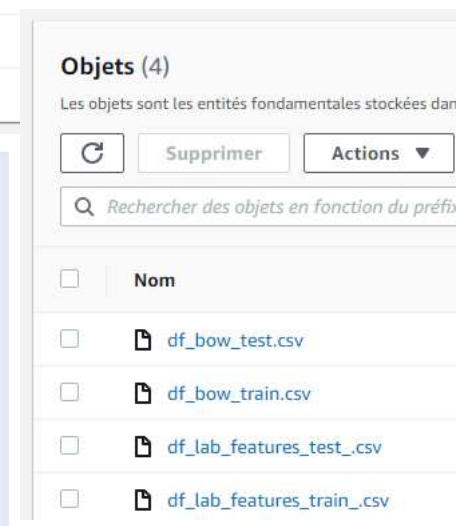 Objets (4)
Les objets sont les entités fondamentales stockées dan
Supprimer Actions
Rechercher des objets en fonction du préfix
Nom
df_bow_test.csv
df_bow_train.csv
df_lab_features_test_.csv
df_lab_features_train_.csv